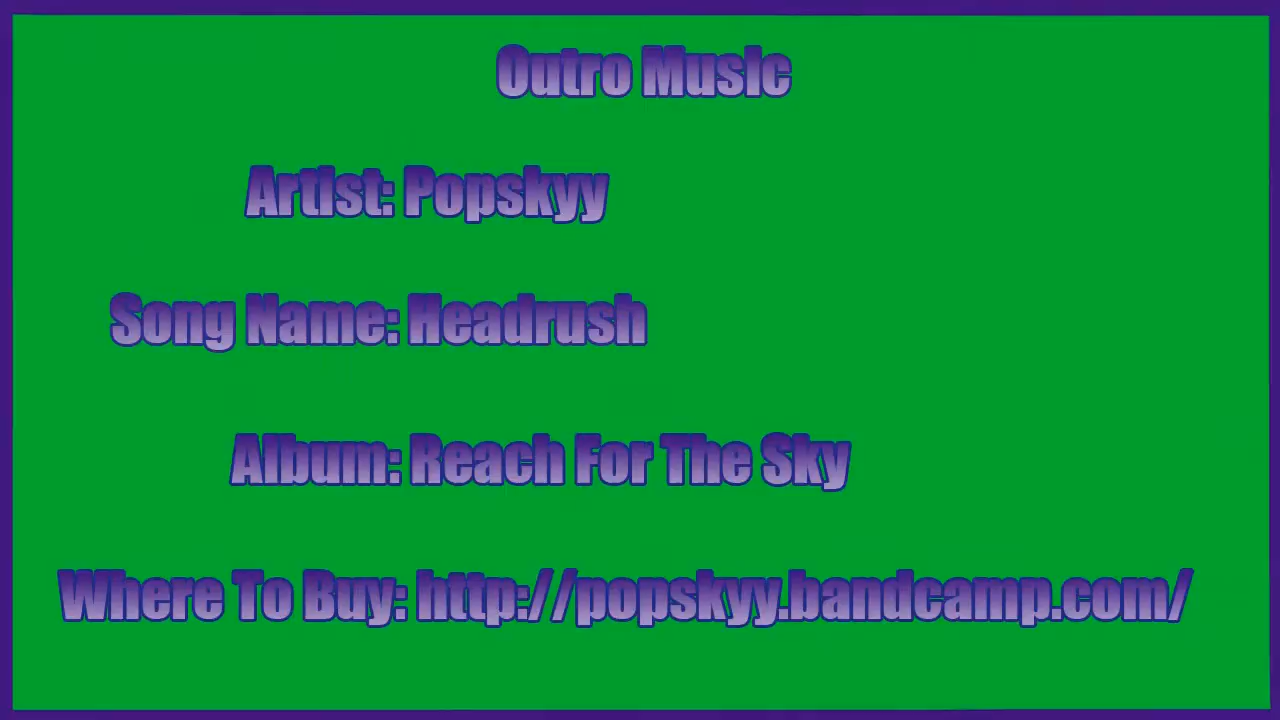 Outro Music
Artist: Popskyy
Song Name: Headrush
Album: Reach For The Sky
Where To Buy: http://popskyy.bandcamp.com/